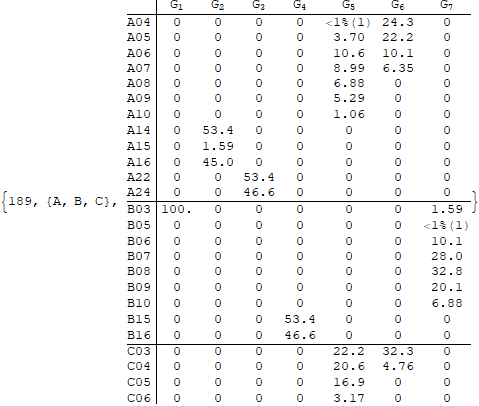 G1 G2 G3 G4 G5 G6 G7
A04 0 0 0 0 <1%(1) 24.3 0
A05 0 0 0 0 3.70 22.2 0
A06 0 0 0 0 10.6 10.1 0
A07 0 0 0 0 8.99 6.35 0
A08 0 0 0 0 6.88 0 0
A09 0 0 0 0 5.29 0 0
A10 0 0 0 0 1.06 0 0
A14 0 53.4 0 0 0 0 0
A15 0 1.59 0 0 0 0 0
A16 0 45.0 0 0 0 0 0
A22 0 0 53.4 0 0 0 0
A24 0 0 46.6 0 0 0 0
{189, {A, B, C}, B03 100. 0 0 0 0 0 1.59 }
B05 0 0 0 0 0 0 <1%(1)
B06 0 0 0 0 0 0 10.1
B07 0 0 0 0 0 0 28.0
B08 0 0 0 0 0 0 32.8
B09 0 0 0 0 0 0 20.1
B10 0 0 0 0 0 0 6.88
B15 0 0 0 53.4 0 0 0
B16 0 0 0 46.6 0 0 0
C03 0 0 0 0 22.2 32.3 0
C04 0 0 0 0 20.6 4.76 0
C05 0 0 0 0 16.9 0 0
C06 0 0 0 0 3.17 0 0